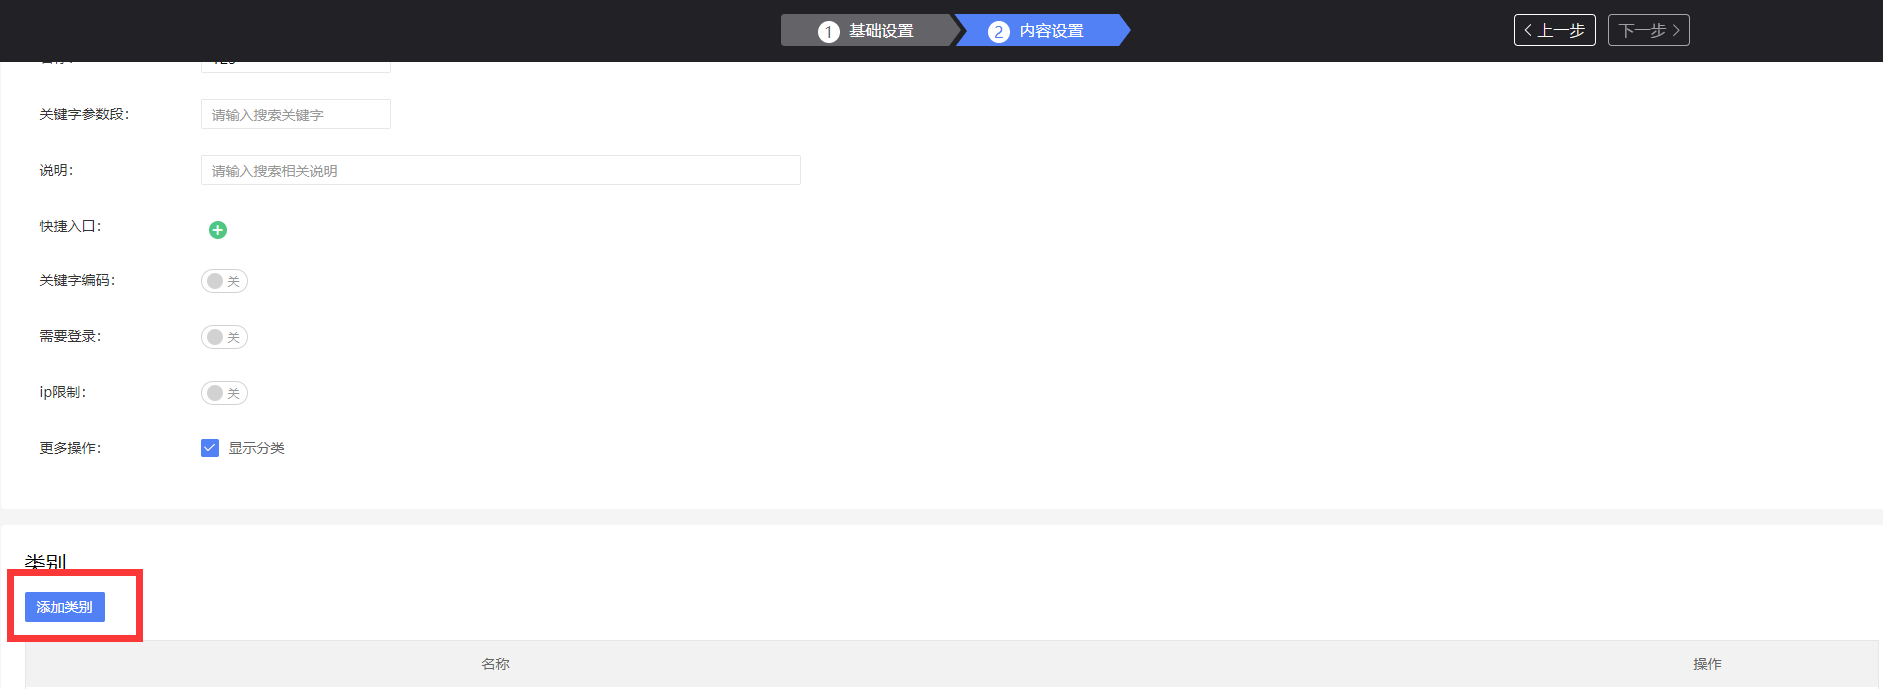 1 基础设置
2 内容设置
上一步
下一步
关键字参数段：
请输入搜索关键字
说明：
请输入搜索相关说明
快捷入口：
关键字编码：
关
需要登录：
关
ip限制：
关
更多操作：
显示分类
类别
添加类别
名称
操作